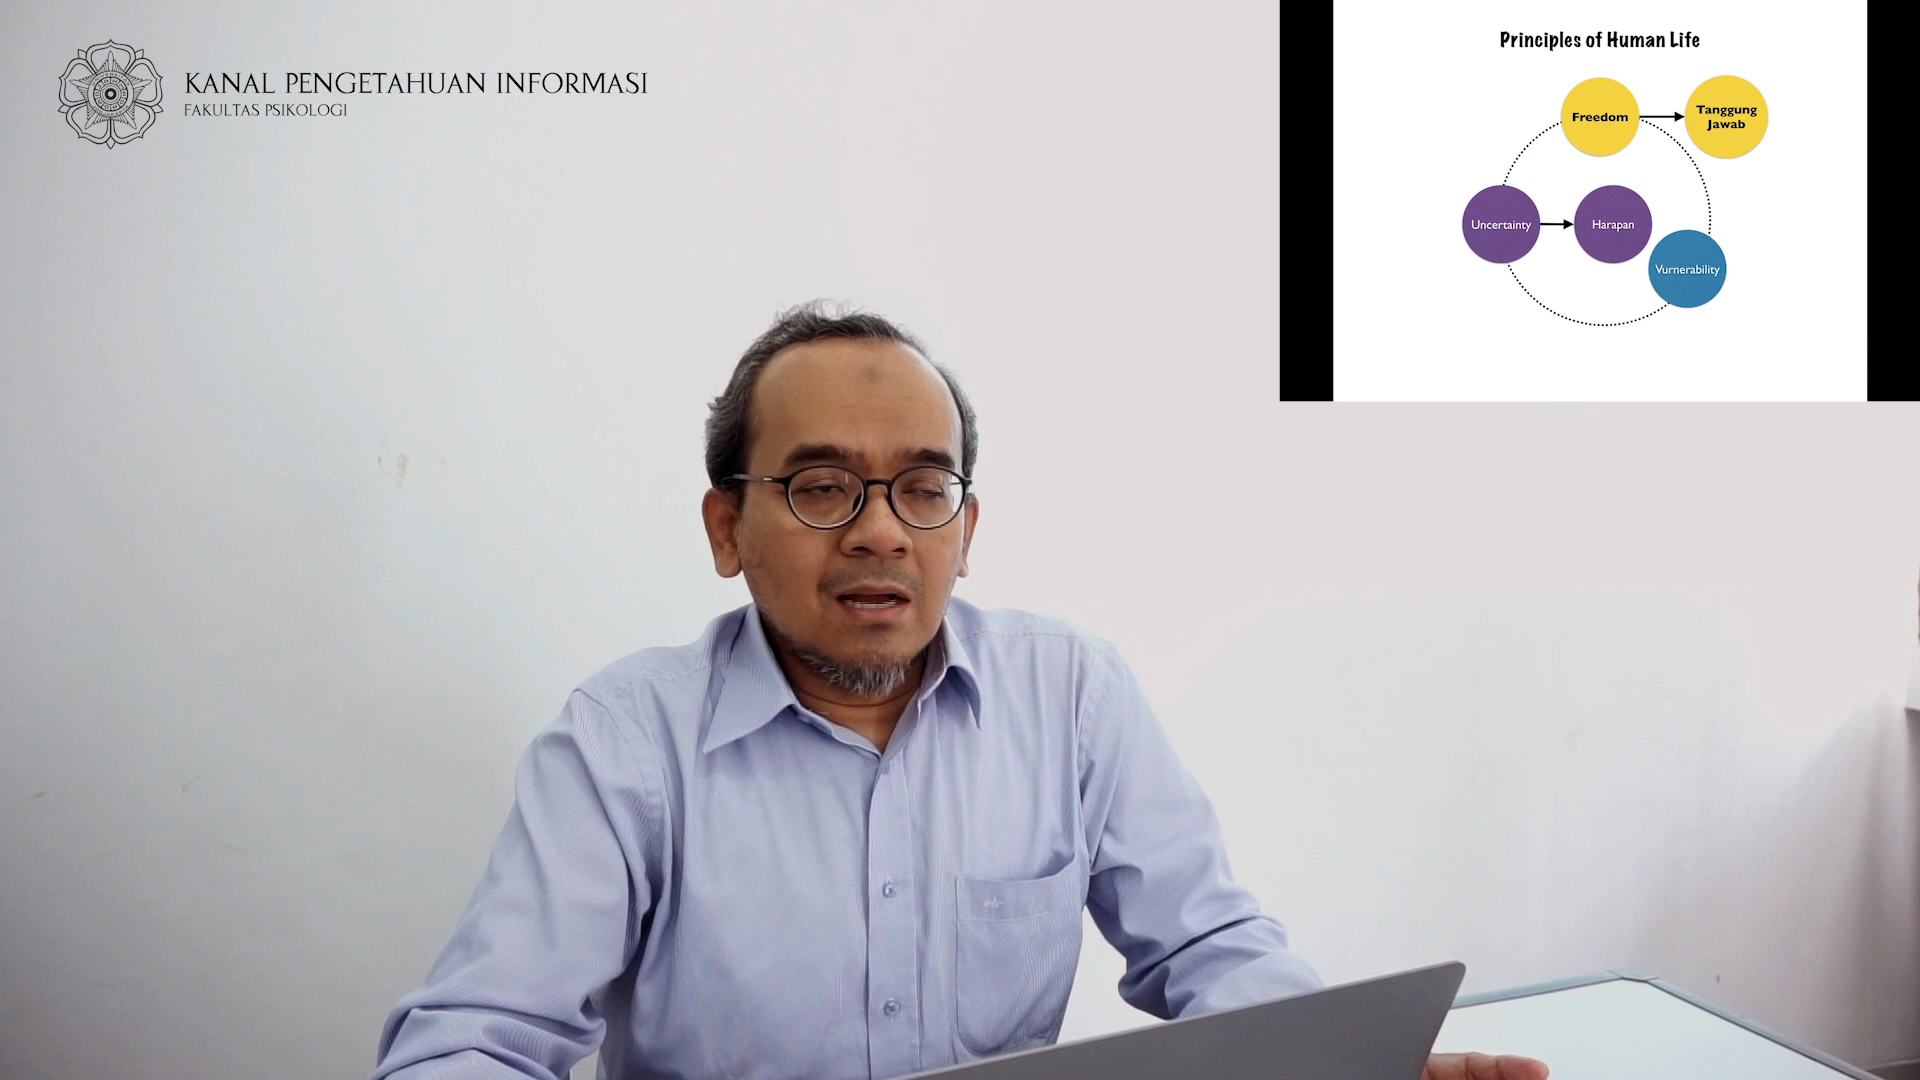 KANAL PENGETAHUAN INFORMASI
FAKULTAS PSIKOLOGI
Principles of Human Life
Freedom
Tanggung
Jawab
Uncertainty
Harapan
Vurnerability